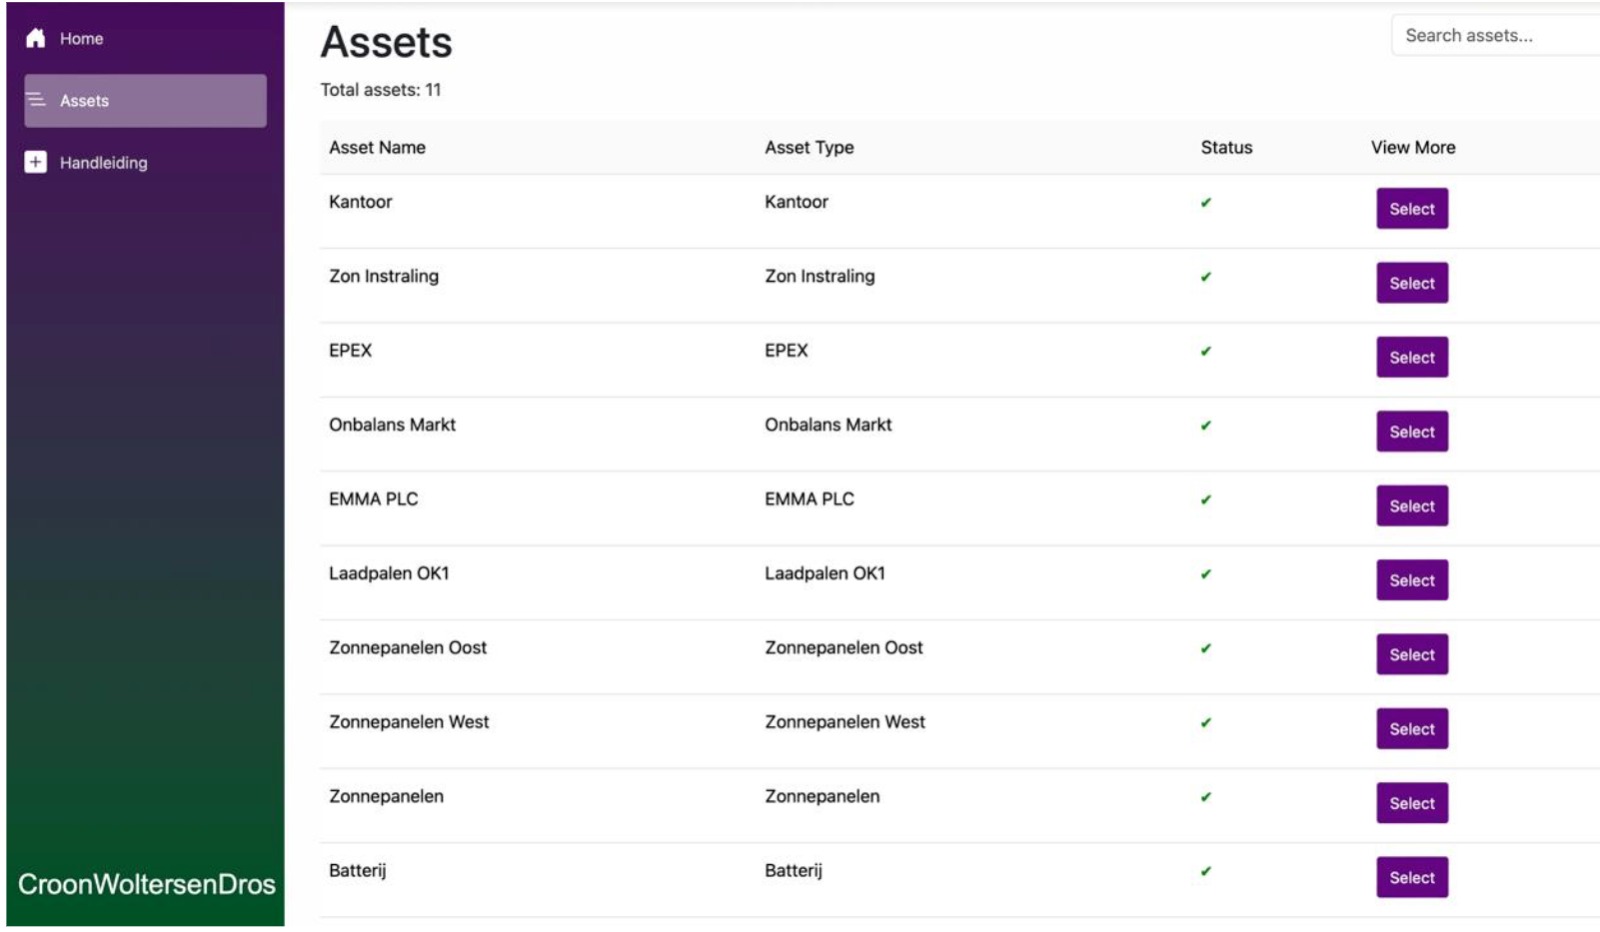 Home
Assets
Handleiding
CroonWoltersenDros
Assets
Search assets...
Total assets: 11
Asset Name Asset Type Status View More
Kantoor Kantoor ✔ Select
Zon Instraling Zon Instraling ✔ Select
EPEX EPEX ✔ Select
Onbalans Markt Onbalans Markt ✔ Select
EMMA PLC EMMA PLC ✔ Select
Laadpalen OK1 Laadpalen OK1 ✔ Select
Zonnepanelen Oost Zonnepanelen Oost ✔ Select
Zonnepanelen West Zonnepanelen West ✔ Select
Zonnepanelen Zonnepanelen ✔ Select
Batterij Batterij ✔ Select